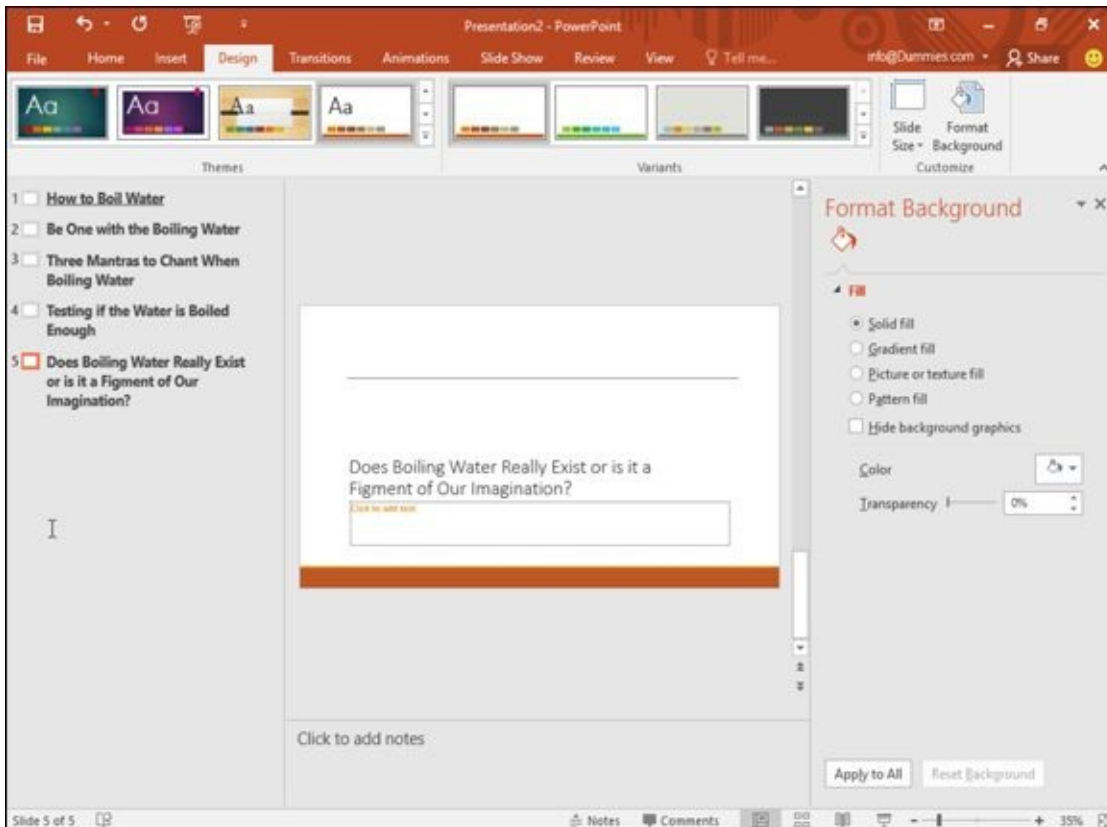 Presentation2 - PowerPoint
File Home Insert Design Transitions Animations Slide Show Review View Tell me... info@Dummies.com Share
Aa Aa Aa Aa
Slide Size Format Background
Themes Variants Customize
1 How to Boil Water
2 Be One with the Boiling Water
3 Three Mantras to Chant When
Boiling Water
4 Testing if the Water is Boiled
Enough
5 Does Boiling Water Really Exist
or is it a Figment of Our
Imagination?
Does Boiling Water Really Exist or is it a
Figment of Our Imagination?
Click to add text
Click to add notes
Format Background
Fill
Solid fill
Gradient fill
Picture or texture fill
Pattern fill
Hide background graphics
Color
Transparency 0%
Apply to All Reset Background
Slide 5 of 5 Notes Comments 35%